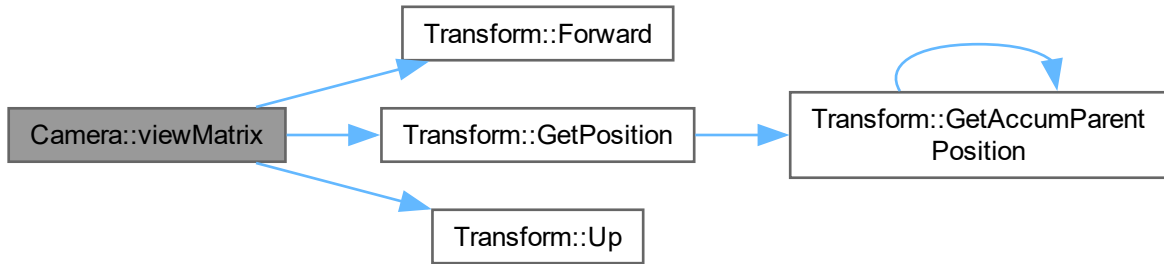 Transform::Forward
Camera::viewMatrix
Transform::GetPosition
Transform::GetAccumParent
Position
Transform::Up